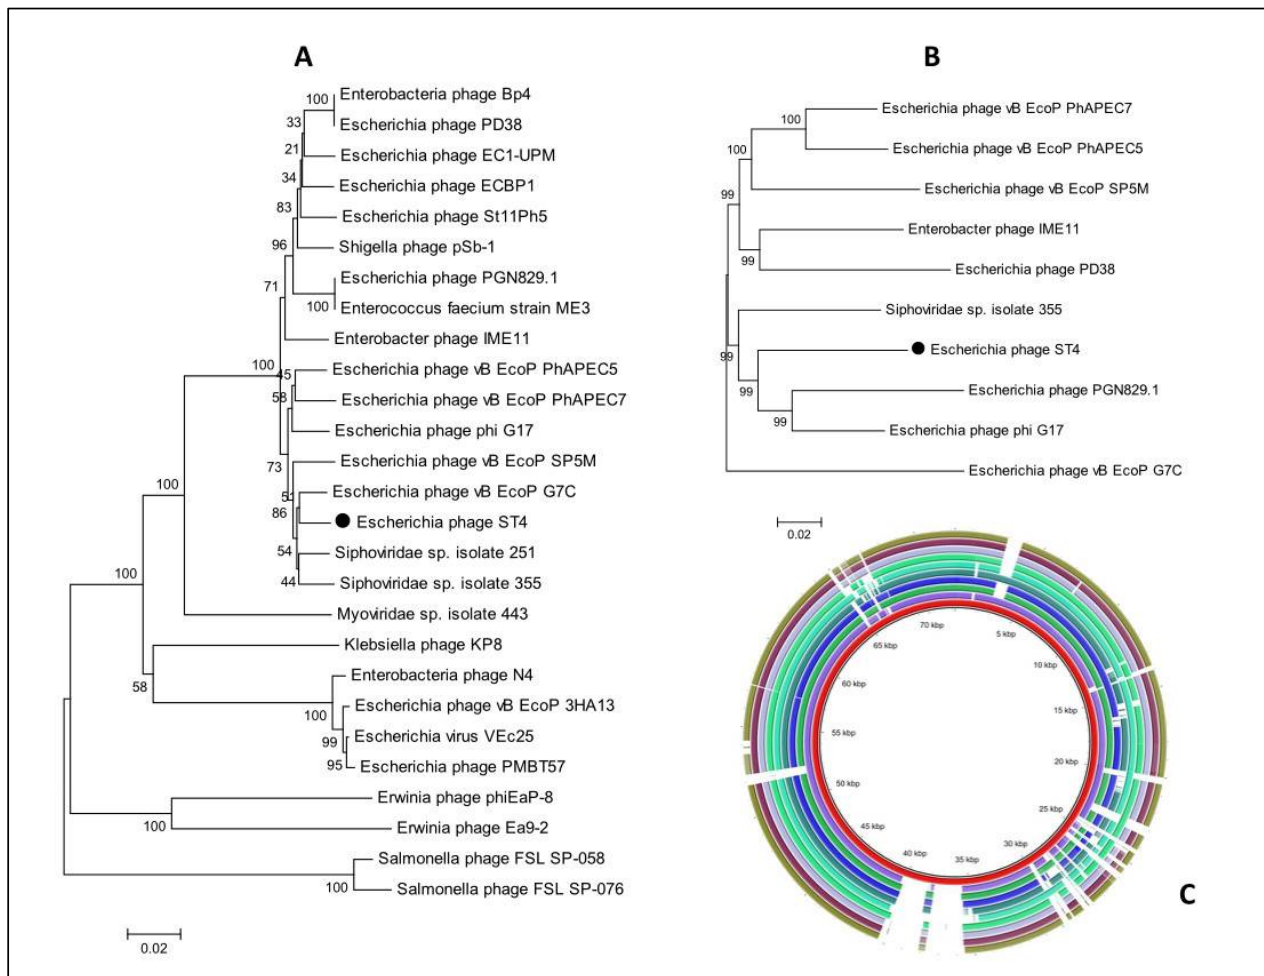 A
100
Enterobacteria phage Bp4
Escherichia phage PD38
33
21
Escherichia phage EC1-UPM
34
Escherichia phage ECBP1
83
Escherichia phage St11Ph5
96
Shigella phage pSb-1
71
Escherichia phage PGN829.1
100
Enterococcus faecium strain ME3
Enterobacter phage IME11
100
45
Escherichia phage vB EcoP PhAPEC5
58
Escherichia phage vB EcoP PhAPEC7
Escherichia phage phi G17
73
Escherichia phage vB EcoP SP5M
100
Escherichia phage vB EcoP G7C
86
Escherichia phage ST4
54
Siphoviridae sp. isolate 251
44
Siphoviridae sp. isolate 355
100
Myoviridae sp. isolate 443
Klebsiella phage KP8
58
Enterobacteria phage N4
100
Escherichia phage vB EcoP 3HA13
99
Escherichia virus VEc25
95
Escherichia phage PMBT57
Erwinia phage phiEaP-8
100
Erwinia phage Ea9-2
Salmonella phage FSL SP-058
100
Salmonella phage FSL SP-076
0.02
B
Escherichia phage vB EcoP PhAPEC7
100
Escherichia phage vB EcoP PhAPEC5
100
Escherichia phage vB EcoP SP5M
99
Enterobacter phage IME11
99
Escherichia phage PD38
Siphoviridae sp. isolate 355
99
Escherichia phage ST4
99
Escherichia phage PGN829.1
99
Escherichia phage phi G17
Escherichia phage vB EcoP G7C
0.02
70 kbp
5 kbp
10 kbp
15 kbp
20 kbp
25 kbp
30 kbp
35 kbp
40 kbp
45 kbp
50 kbp
55 kbp
60 kbp
65 kbp
C